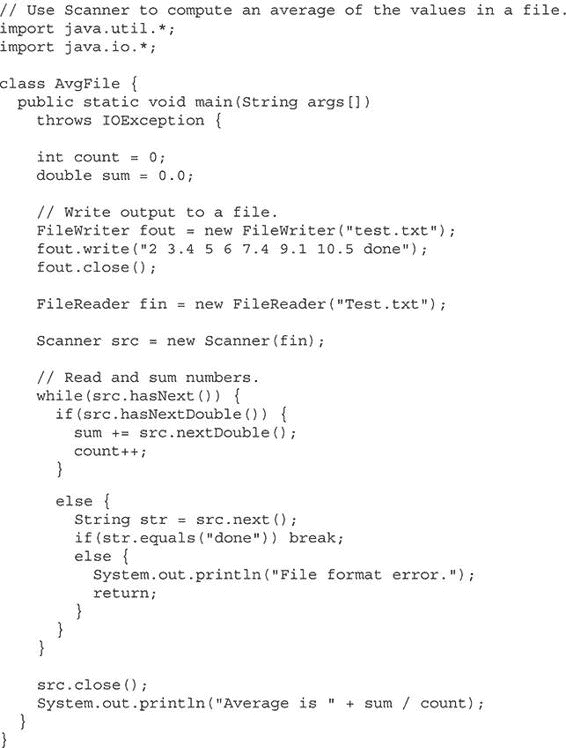 // Use Scanner to compute an average of the values in a file.
import java.util.*;
import java.io.*;

class AvgFile {
  public static void main(String args[])
    throws IOException {

    int count = 0;
    double sum = 0.0;

    // Write output to a file.
    FileWriter fout = new FileWriter("test.txt");
    fout.write("2 3.4 5 6 7.4 9.1 10.5 done");
    fout.close();

    FileReader fin = new FileReader("Test.txt");

    Scanner src = new Scanner(fin);

    // Read and sum numbers.
    while(src.hasNext()) {
      if(src.hasNextDouble()) {
        sum += src.nextDouble();
        count++;
      }

      else {
        String str = src.next();
        if(str.equals("done")) break;
        else {
          System.out.println("File format error.");
          return;
        }
      }
    }

    src.close();
    System.out.println("Average is " + sum / count);
  }
}